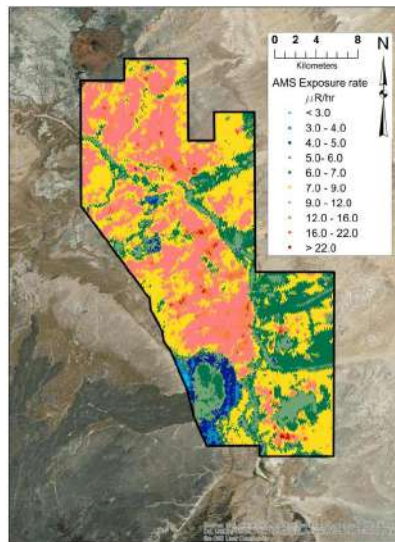 0 2 4 8
N
Kilometers
AMS Exposure rate
μR/hr
< 3.0
3.0 - 4.0
4.0 - 5.0
5.0- 6.0
6.0 - 7.0
7.0 - 9.0
9.0 - 12.0
12.0 - 16.0
16.0 - 22.0
> 22.0